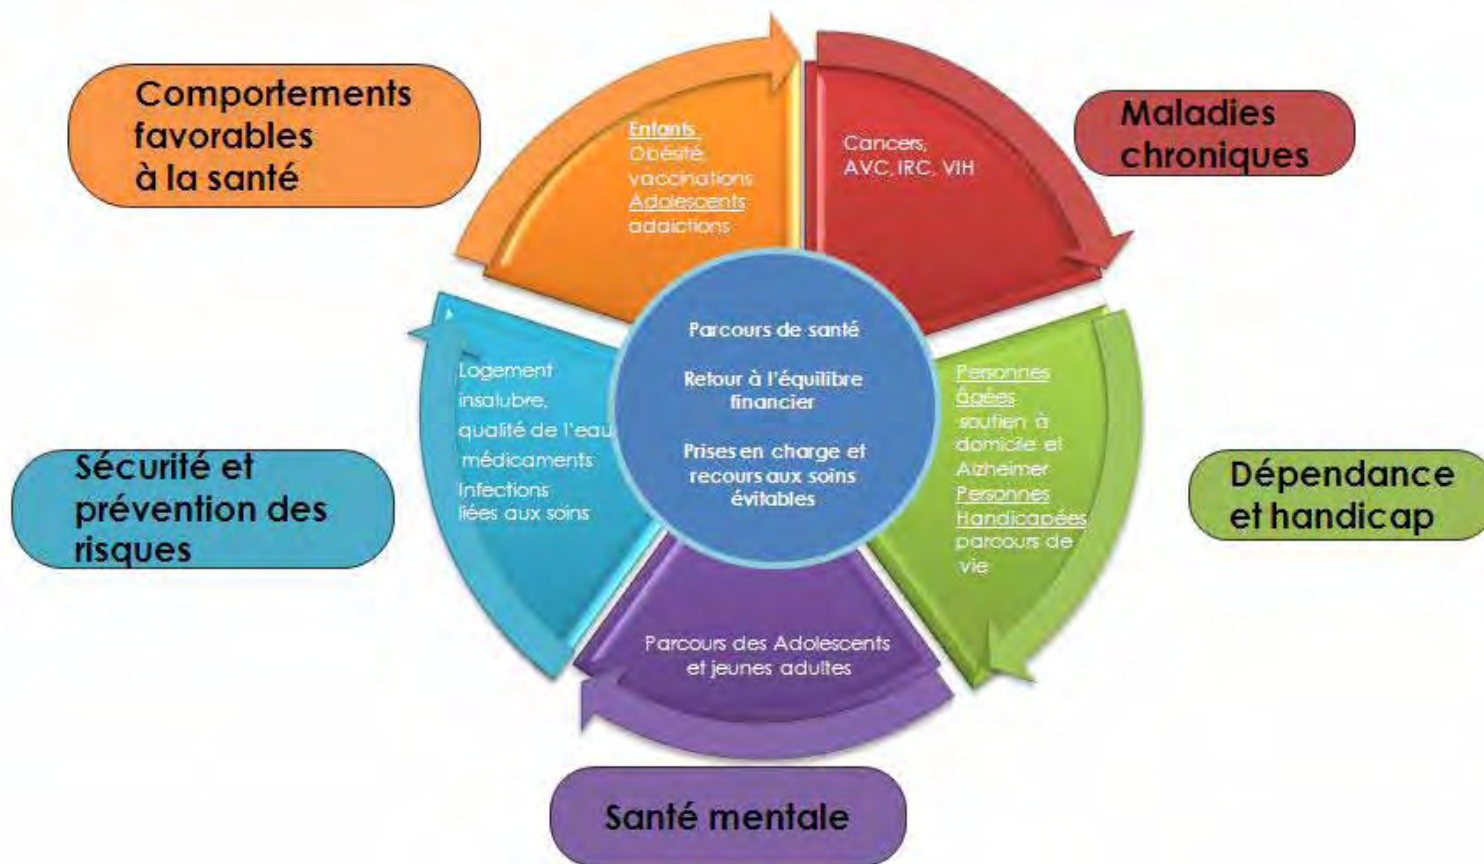 Comportements
favorables
à la santé
Enfants
Obésité,
vaccinations
Adolescents
addictions
Cancers,
AVC, IRC, VIH
Maladies
chroniques
Parcours de santé
Retour à l'équilibre
financier
Prises en charge et
recours aux soins
évitables
Logement
insalubre,
qualité de l'eau
médicaments
Infections
liées aux soins
Sécurité et
prévention des
risques
Personnes
Âgées
soutien à
domicile et
Alzheimer
Personnes
Handicapées
parcours de
vie
Dépendance
et handicap
Parcours des Adolescents
et jeunes adultes
Santé mentale